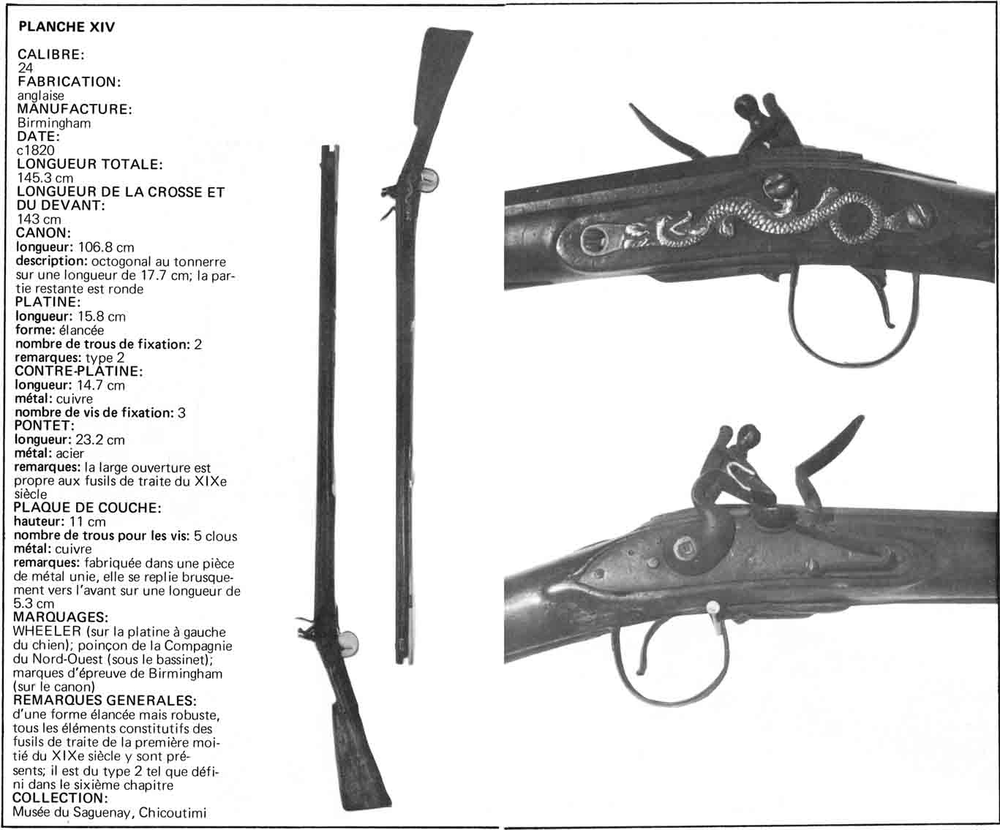 PLANCHE XIV
CALIBRE:
24
FABRICATION:
anglaise
MANUFACTURE:
Birmingham
DATE:
c1820
LONGUEUR TOTALE:
145.3 cm
LONGUEUR DE LA CROSSE ET
DU DEVANT:
143 cm
CANON:
longueur: 106.8 cm
description: octogonal au tonnerre
sur une longueur de 17.7 cm; la par-
tie restante est ronde
PLATINE:
longueur: 15.8 cm
forme: élancée
nombre de trous de fixation: 2
remarques: type 2
CONTRE-PLATINE:
longueur: 14.7 cm
métal: cuivre
nombre de vis de fixation: 3
PONTET:
longueur: 23.2 cm
métal: acier
remarques: la large ouverture est
propre aux fusils de traite du XIXe
siècle
PLAQUE DE COUCHE:
hauteur: 11 cm
nombre de trous pour les vis: 5 clous
métal: cuivre
remarques: fabriquée dans une pièce
de métal unie, elle se replie brusque-
ment vers l'avant sur une longueur de
5.3 cm
MARQUAGES:
WHEELER (sur la platine à gauche
du chien); poinçon de la Compagnie
du Nord-Ouest (sous le bassinet);
marques d'épreuve de Birmingham
(sur le canon)
REMARQUES GENERALES:
d'une forme élancée mais robuste,
tous les éléments constitutifs des
fusils de traite de la première moi-
tié du XIXe siècle y sont pré-
sents; il est du type 2 tel que défi-
ni dans le sixième chapitre
COLLECTION:
Musée du Saguenay, Chicoutimi